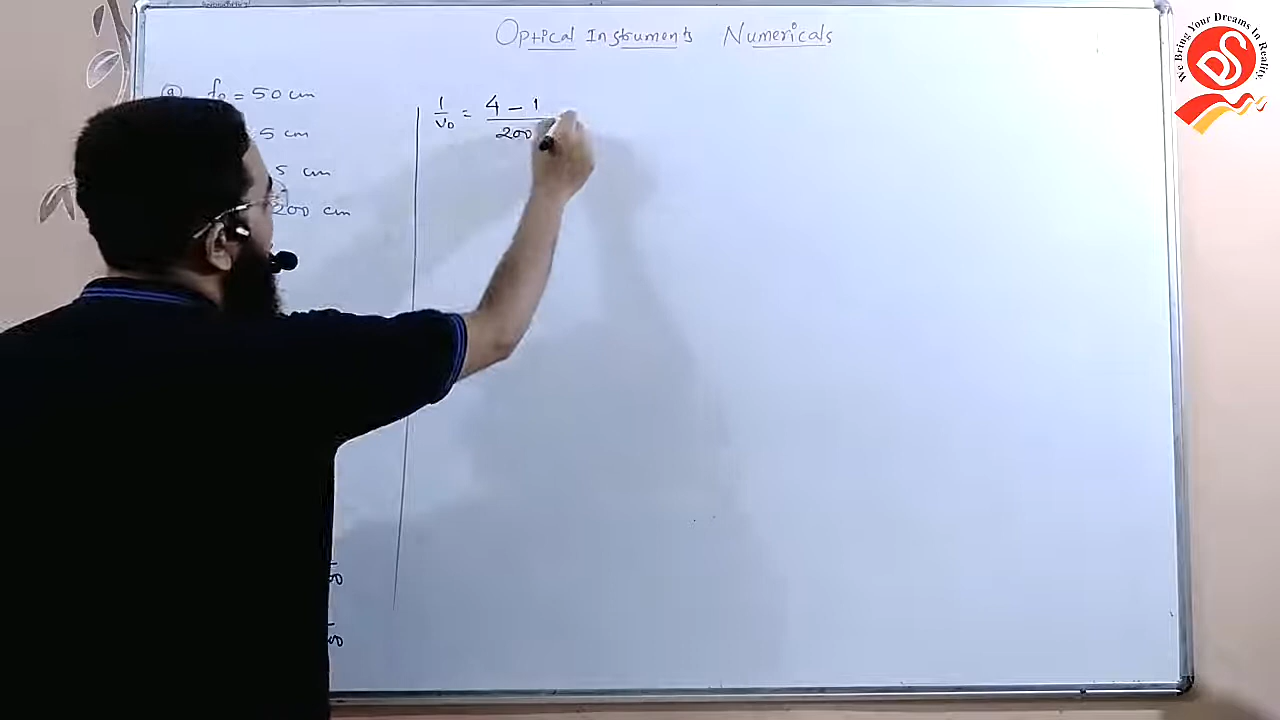 Optical Instruments Numericals
fo = 50 cm
5 cm
5 cm
200 cm
1/vo = 4 - 1 / 200
We Bring Your Dreams In Reality
DS